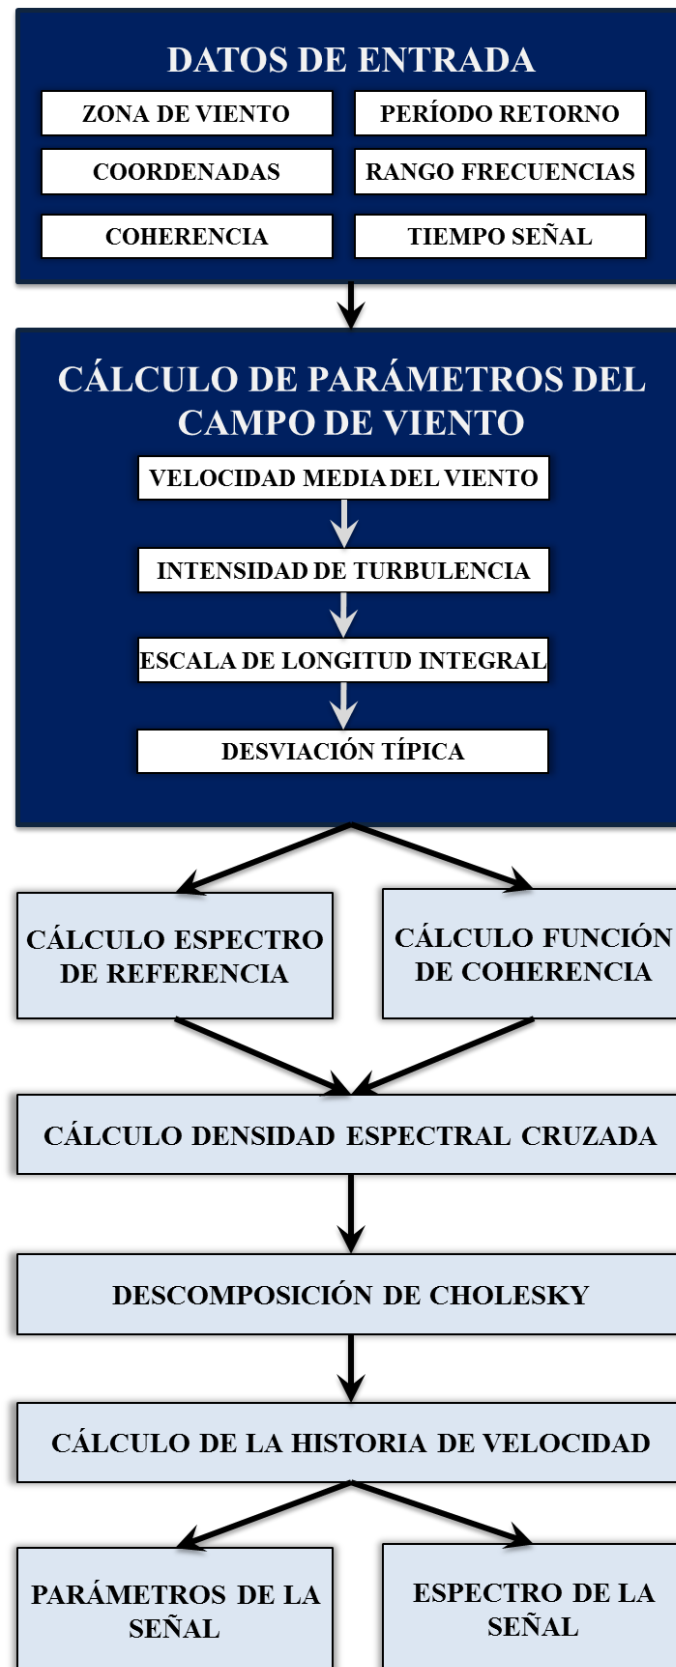 DATOS DE ENTRADA
ZONA DE VIENTO
PERÍODO RETORNO
COORDENADAS
RANGO FRECUENCIAS
COHERENCIA
TIEMPO SEÑAL
CÁLCULO DE PARÁMETROS DEL
CAMPO DE VIENTO
VELOCIDAD MEDIA DEL VIENTO
INTENSIDAD DE TURBULENCIA
ESCALA DE LONGITUD INTEGRAL
DESVIACIÓN TÍPICA
CÁLCULO ESPECTRO
DE REFERENCIA
CÁLCULO FUNCIÓN
DE COHERENCIA
CÁLCULO DENSIDAD ESPECTRAL CRUZADA
DESCOMPOSICIÓN DE CHOLESKY
CÁLCULO DE LA HISTORIA DE VELOCIDAD
PARÁMETROS DE LA
SEÑAL
ESPECTRO DE LA
SEÑAL